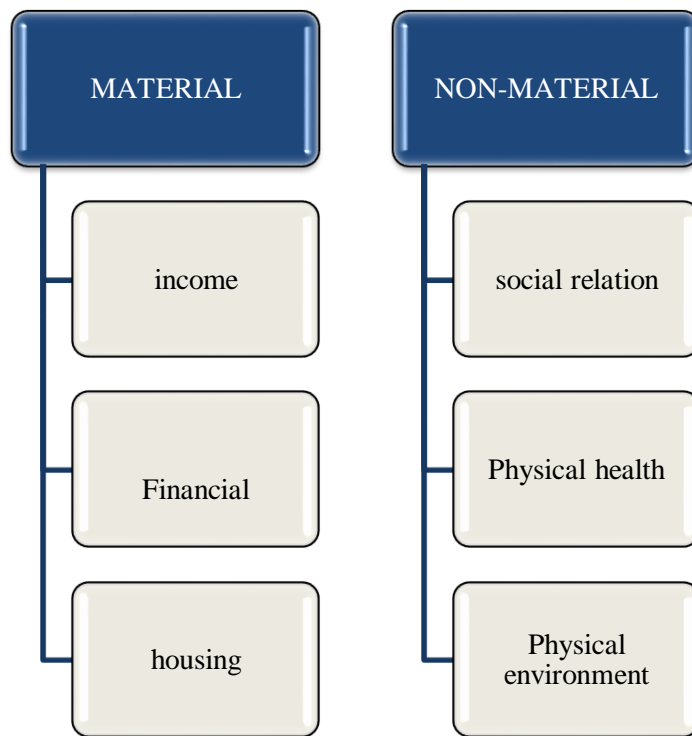 MATERIAL
income
Financial
housing
NON-MATERIAL
social relation
Physical health
Physical
environment